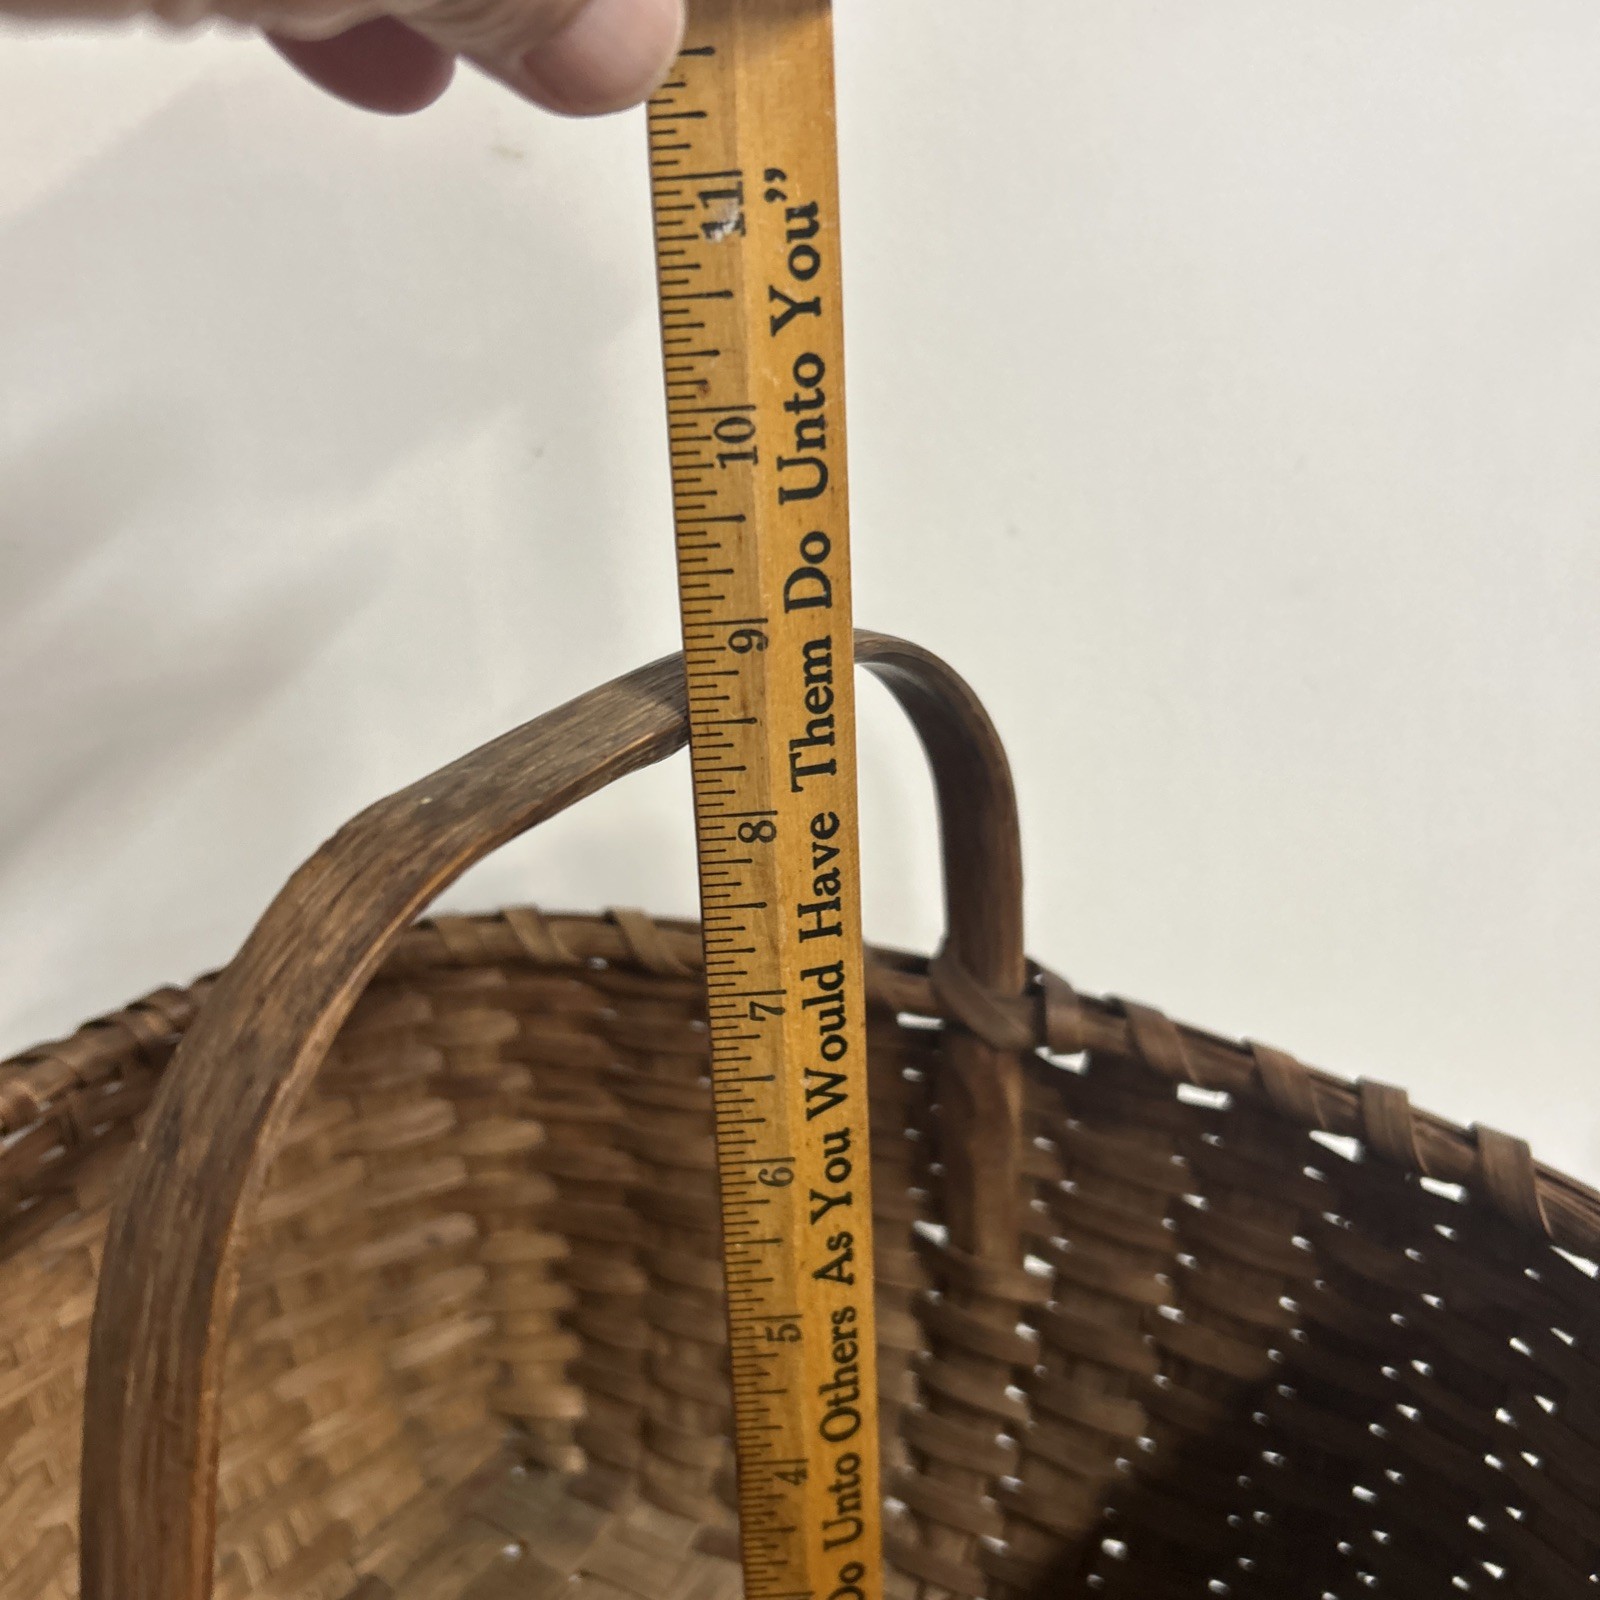 Do Unto Others As You Would Have Them Do Unto You”
4 5 6 7 8 9 10 11